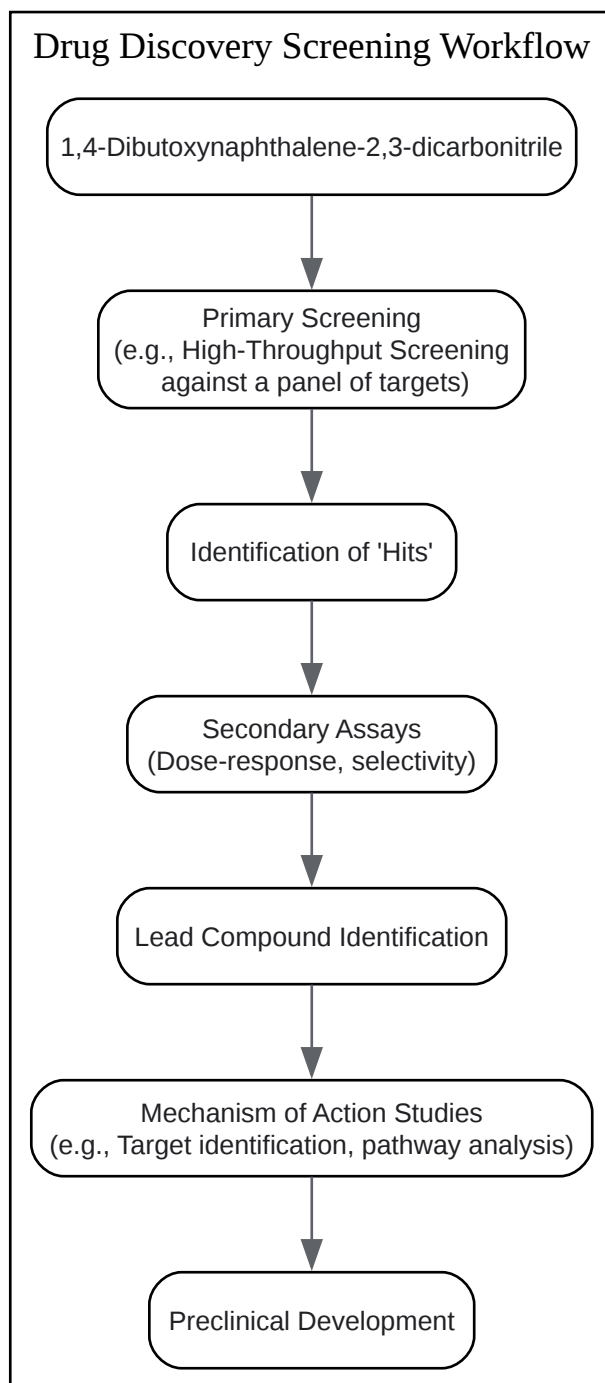 Drug Discovery Screening Workflow
1,4-Dibutoxynaphthalene-2,3-dicarbonitrile
Primary Screening
(e.g., High-Throughput Screening
against a panel of targets)
Identification of 'Hits'
Secondary Assays
(Dose-response, selectivity)
Lead Compound Identification
Mechanism of Action Studies
(e.g., Target identification, pathway analysis)
Preclinical Development